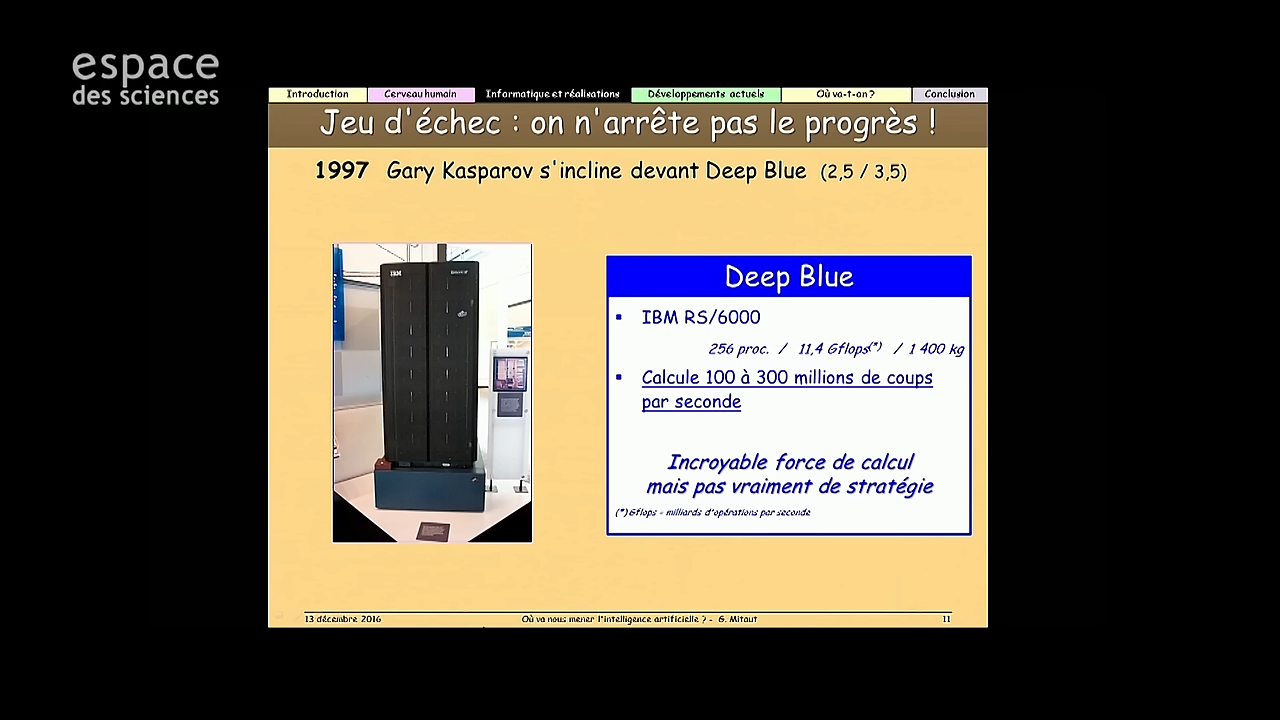 espace
des sciences
Introduction
Cerveau humain
Informatique et réalisations
Développements actuels
Où va-t-on ?
Conclusion
Jeu d'échec : on n'arrête pas le progrès !
1997 Gary Kasparov s'incline devant Deep Blue (2,5 / 3,5)
IBM
Deep Blue
▪ IBM RS/6000
256 proc. / 11,4 Gflops(*) / 1 400 kg
▪ Calcule 100 à 300 millions de coups
par seconde
Incroyable force de calcul
mais pas vraiment de stratégie
(*) Gflops = milliards d'opérations par seconde
13 décembre 2016
Où va nous mener l'intelligence artificielle ? - G. Mitaut
11